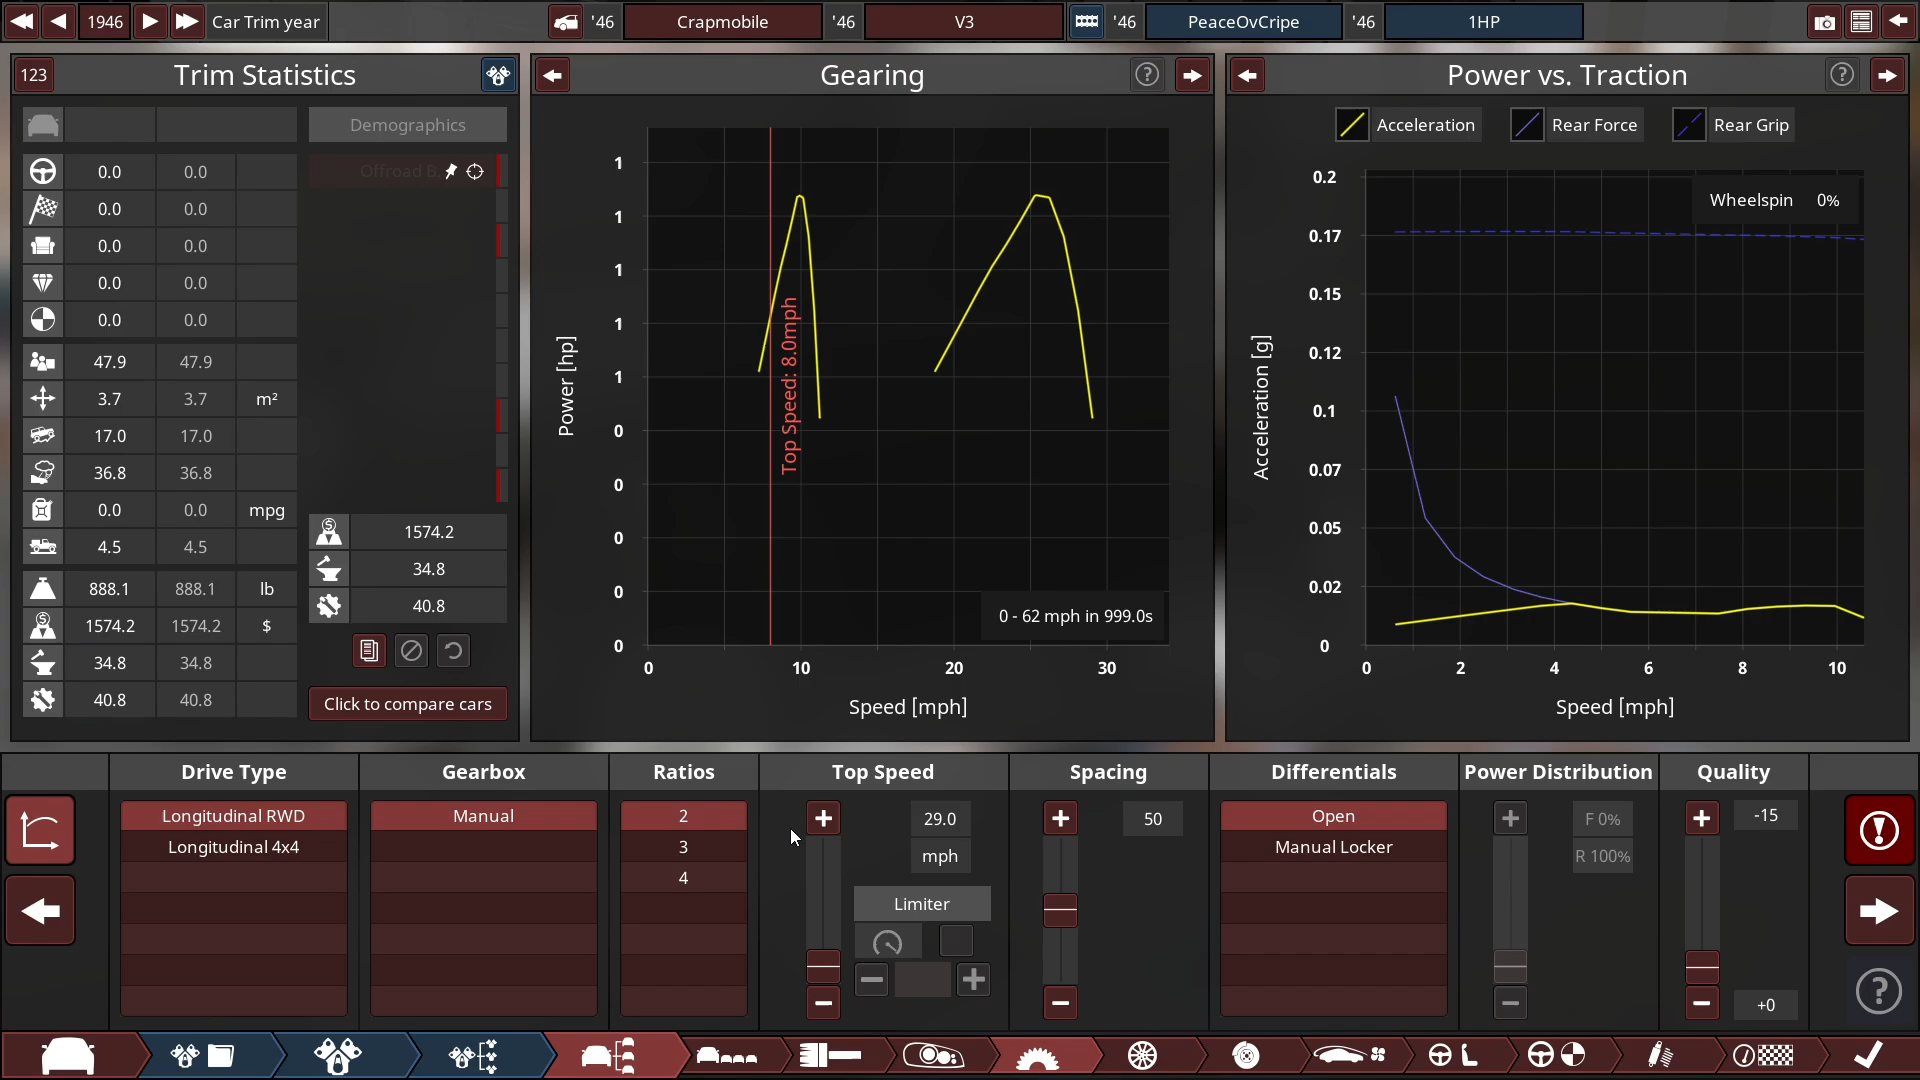 1946
Car Trim year
'46
Crapmobile
'46
V3
'46
PeaceOvCripe
'46
1HP
123
Trim Statistics
Demographics
Offroad B
0.0 0.0
0.0 0.0
0.0 0.0
0.0 0.0
0.0 0.0
47.9 47.9
3.7 3.7 m²
17.0 17.0
36.8 36.8
0.0 0.0 mpg
4.5 4.5
888.1 888.1 lb
1574.2 1574.2 $
34.8 34.8
40.8 40.8
1574.2
34.8
40.8
Click to compare cars
Gearing
?
1
1
1
1
1
0
0
0
0
0
Power [hp]
Top Speed: 8.0mph
0 - 62 mph in 999.0s
0 10 20 30
Speed [mph]
Power vs. Traction
?
Acceleration
Rear Force
Rear Grip
Wheelspin 0%
0.2
0.17
0.15
0.12
0.1
0.07
0.05
0.02
0
Acceleration [g]
0 2 4 6 8 10
Speed [mph]
Drive Type
Longitudinal RWD
Longitudinal 4x4
Gearbox
Manual
Ratios
2
3
4
Top Speed
29.0
mph
Limiter
Spacing
50
Differentials
Open
Manual Locker
Power Distribution
F 0%
R 100%
Quality
-15
+0
?